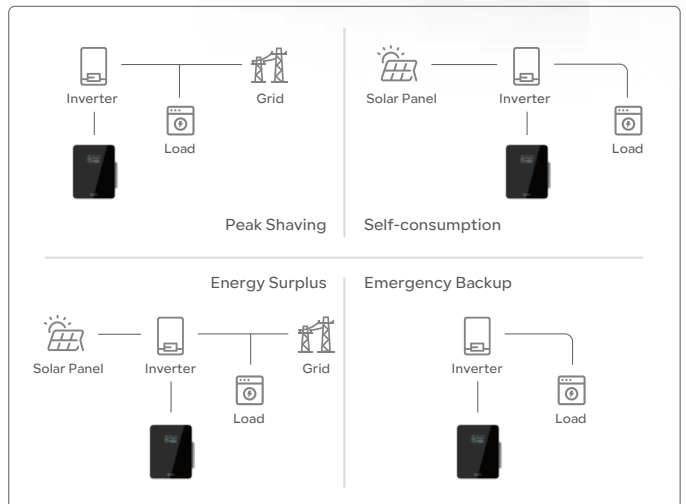 Inverter
Grid
Load
Peak Shaving
Solar Panel
Inverter
Load
Self-consumption
Energy Surplus
Solar Panel
Inverter
Grid
Load
Emergency Backup
Inverter
Load